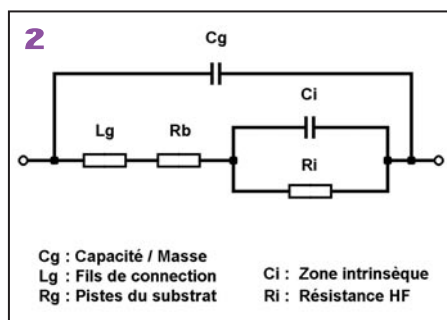 2
Cg
Ci
Lg
Rb
Ri
Cg : Capacité / Masse
Lg : Fils de connection
Rg : Pistes du substrat
Ci : Zone intrinsèque
Ri : Résistance HF